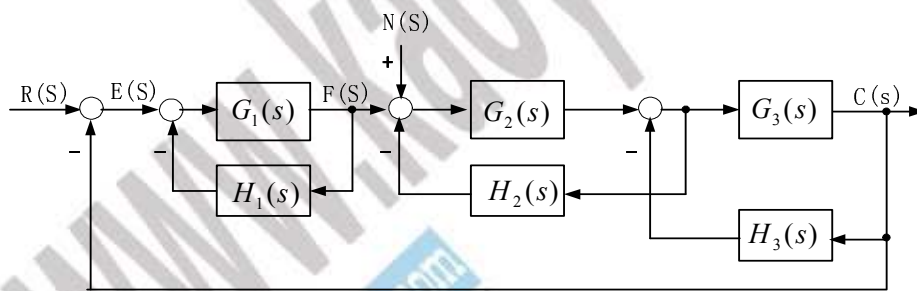 N(S)
+
R(S) E(S) G₁(s) F(S) G₂(s) G₃(s) C(s)
− − − −
H₁(s) H₂(s)
H₃(s)